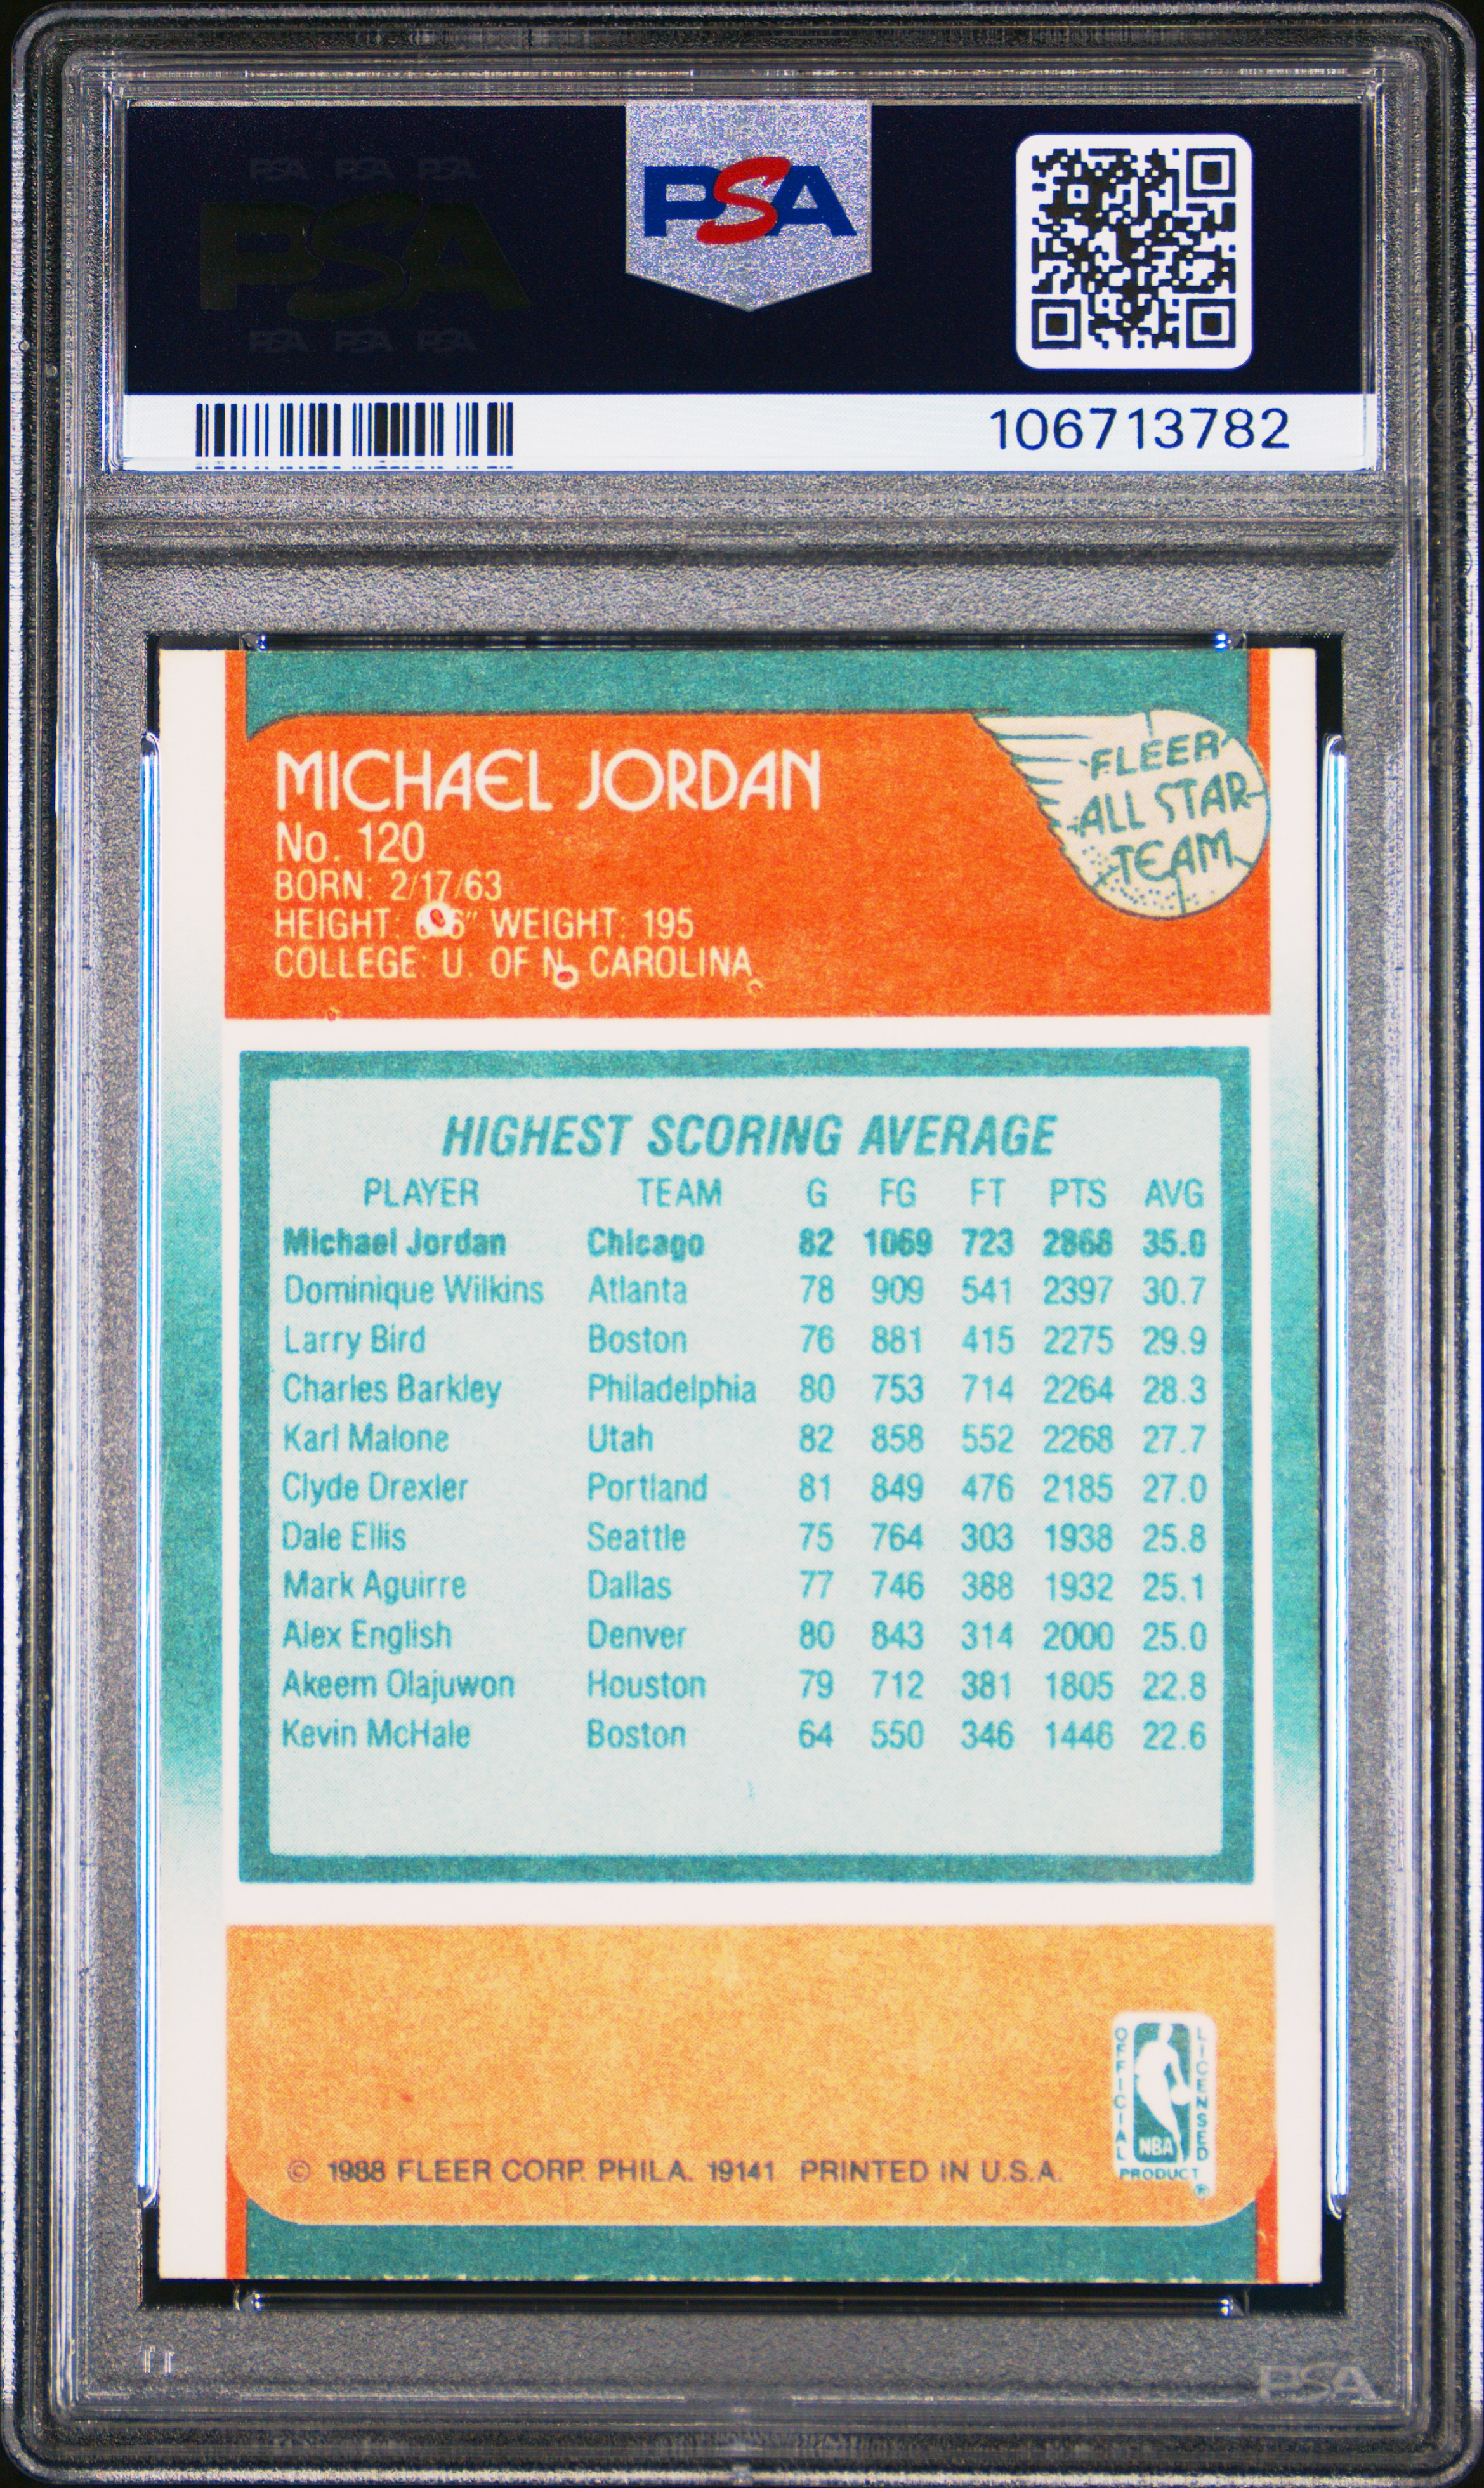 PSA PSA PSA
PSA
PSA PSA PSA
PSA
106713782
MICHAEL JORDAN
No. 120
BORN: 2/17/63
HEIGHT: 6'6" WEIGHT: 195
COLLEGE: U. OF N. CAROLINA
FLEER
ALL STAR
TEAM
HIGHEST SCORING AVERAGE
PLAYER TEAM G FG FT PTS AVG
Michael Jordan Chicago 82 1069 723 2868 35.0
Dominique Wilkins Atlanta 78 909 541 2397 30.7
Larry Bird Boston 76 881 415 2275 29.9
Charles Barkley Philadelphia 80 753 714 2264 28.3
Karl Malone Utah 82 858 552 2268 27.7
Clyde Drexler Portland 81 849 476 2185 27.0
Dale Ellis Seattle 75 764 303 1938 25.8
Mark Aguirre Dallas 77 746 388 1932 25.1
Alex English Denver 80 843 314 2000 25.0
Akeem Olajuwon Houston 79 712 381 1805 22.8
Kevin McHale Boston 64 550 346 1446 22.6
OFFICIAL
NBA
LICENSED
PRODUCT
®
© 1988 FLEER CORP. PHILA. 19141 PRINTED IN U.S.A.
PSA